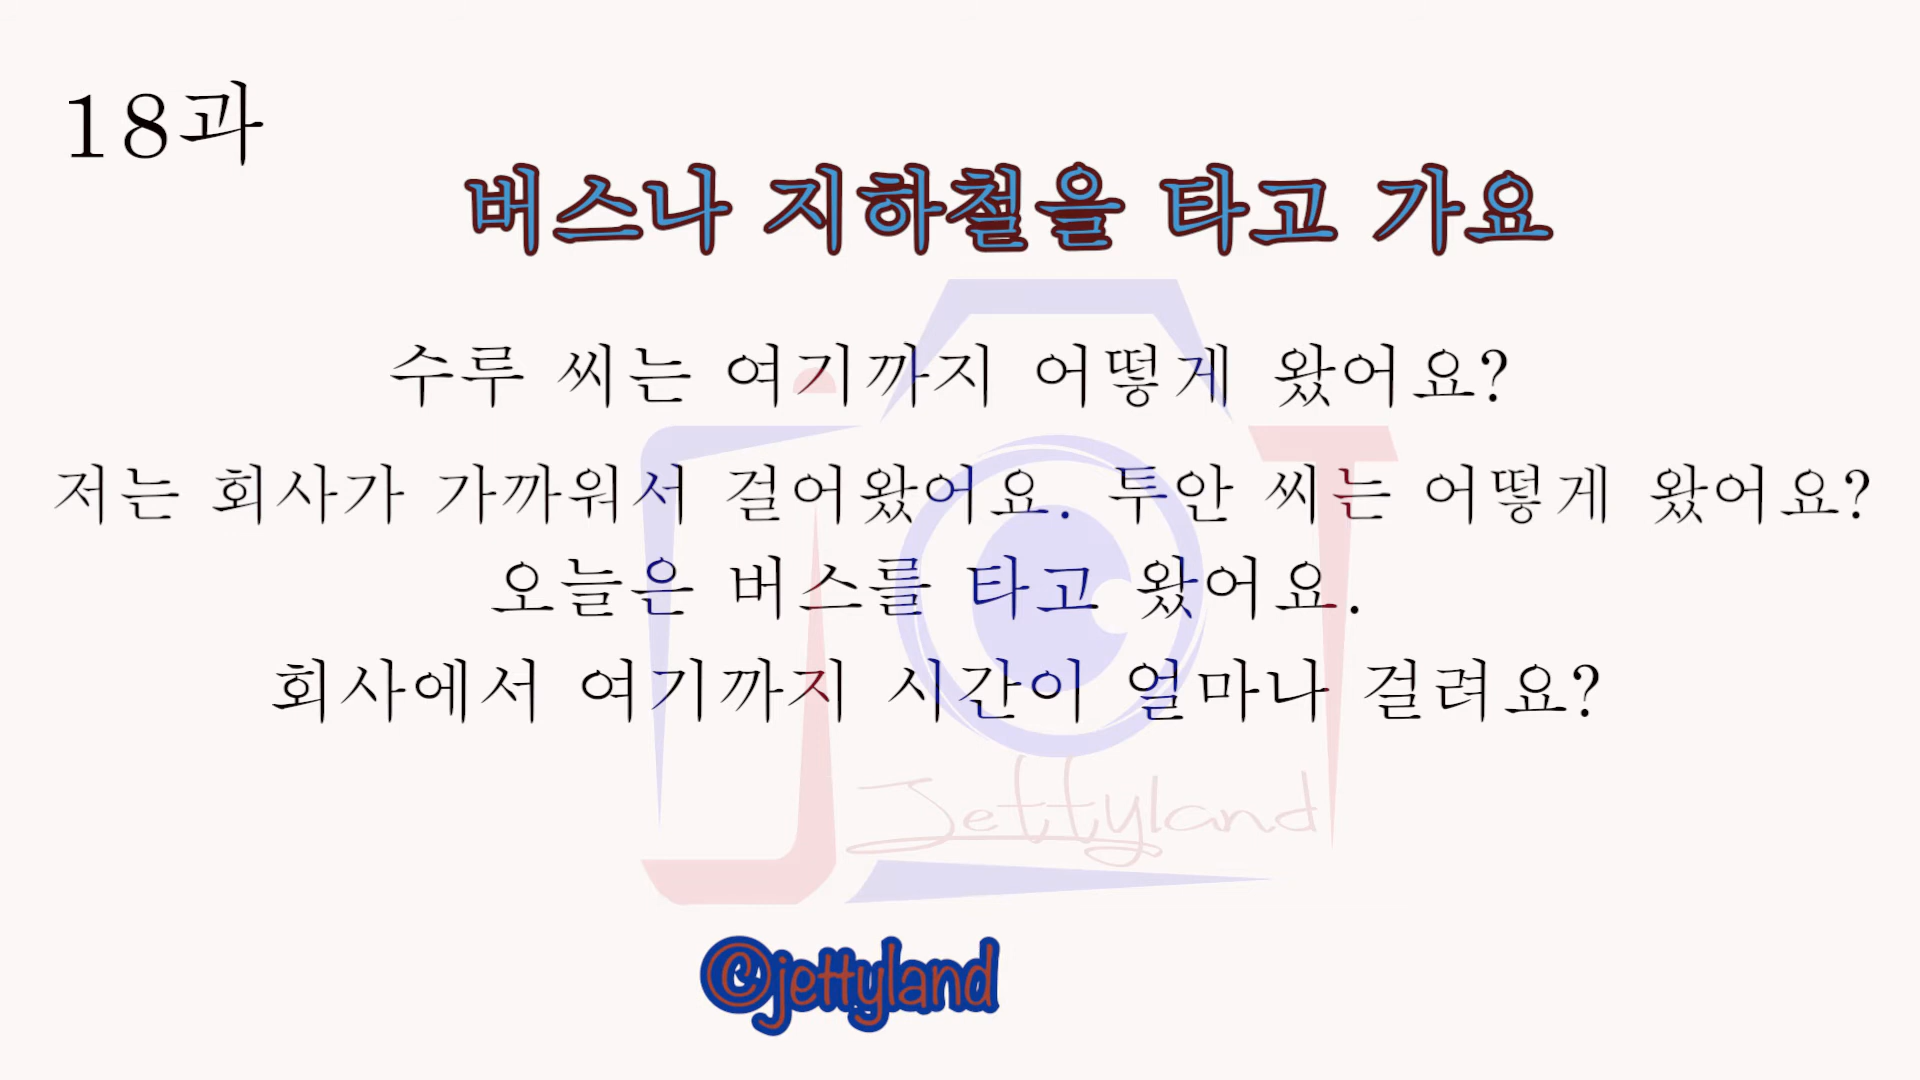 18과
버스나 지하철을 타고 가요
수루 씨는 여기까지 어떻게 왔어요?
저는 회사가 가까워서 걸어왔어요. 투안 씨는 어떻게 왔어요?
오늘은 버스를 타고 왔어요.
회사에서 여기까지 시간이 얼마나 걸려요?
Jettyland
©jettyland